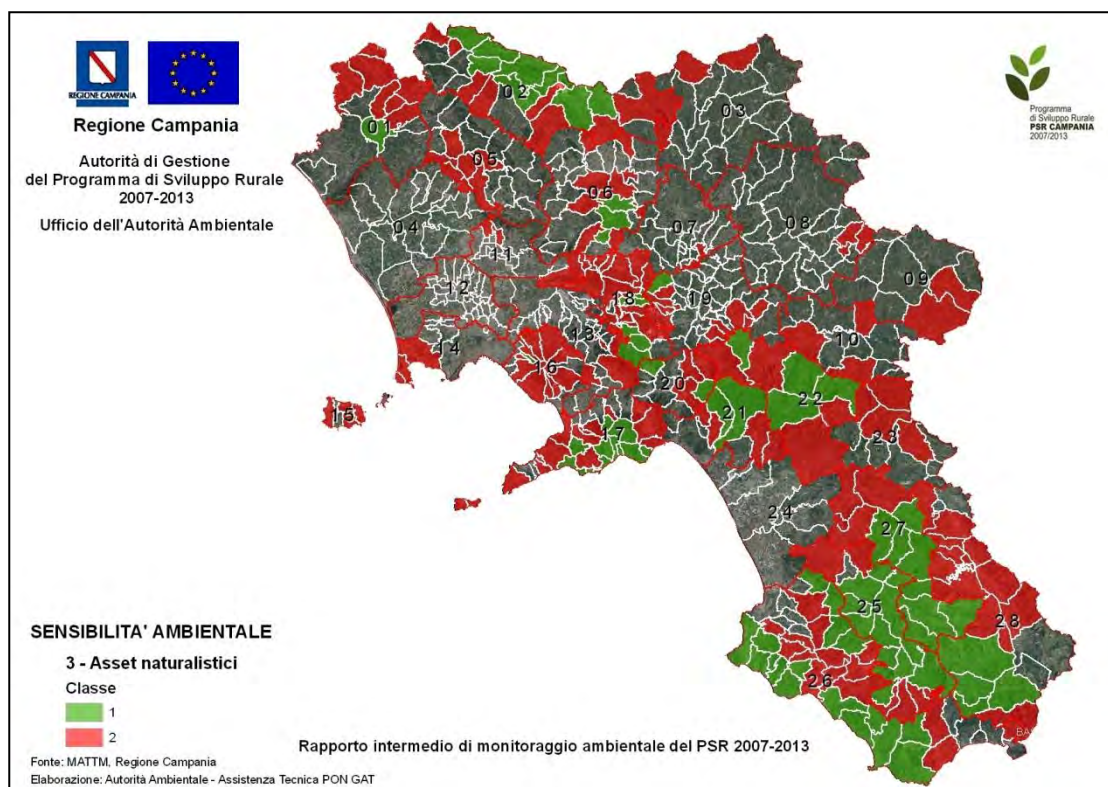 REGIONE CAMPANIA
Regione Campania
Autorità di Gestione
del Programma di Sviluppo Rurale
2007-2013
Ufficio dell'Autorità Ambientale
Programma
di Sviluppo Rurale
PSR CAMPANIA
2007/2013
01
02
03
04
05
06
07
08
09
10
11
12
13
14
15
16
17
18
19
20
21
22
23
24
25
26
27
28
SENSIBILITA' AMBIENTALE
3 - Asset naturalistici
Classe
1
2
Rapporto intermedio di monitoraggio ambientale del PSR 2007-2013
Fonte: MATTM, Regione Campania
Elaborazione: Autorità Ambientale - Assistenza Tecnica PON GAT